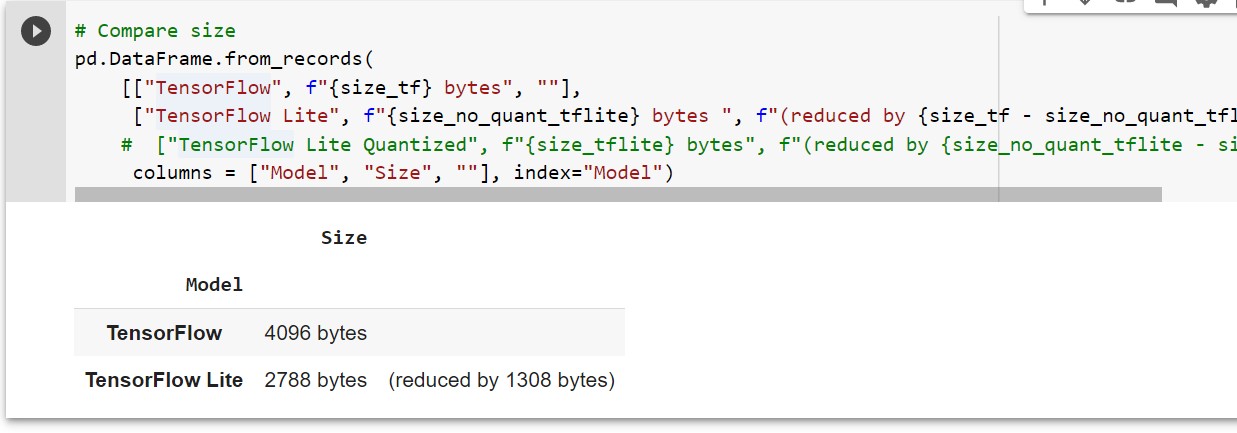 # Compare size
pd.DataFrame.from_records(
[["TensorFlow", f"{size_tf} bytes", ""],
["TensorFlow Lite", f"{size_no_quant_tflite} bytes ", f"(reduced by {size_tf - size_no_quant_tfl
# ["TensorFlow Lite Quantized", f"{size_tflite} bytes", f"(reduced by {size_no_quant_tflite - si
columns = ["Model", "Size", ""], index="Model")
Size
Model
TensorFlow 4096 bytes
TensorFlow Lite 2788 bytes (reduced by 1308 bytes)